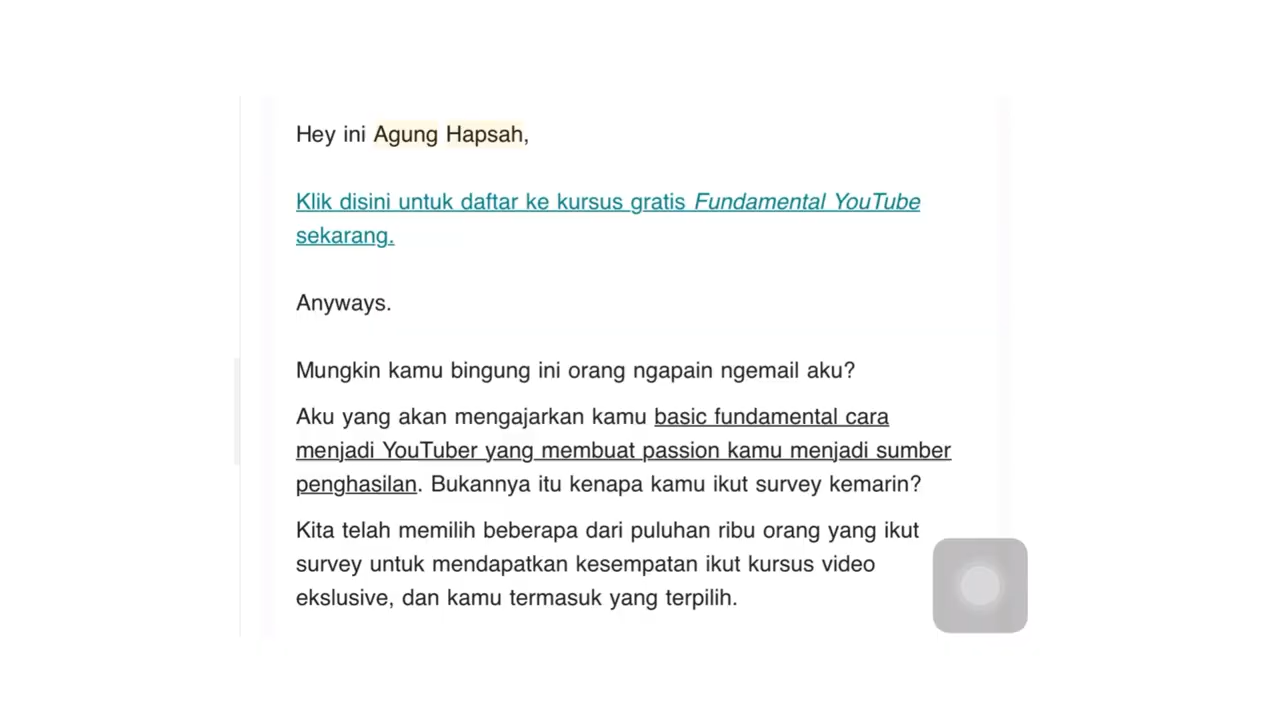 Hey ini Agung Hapsah,
Klik disini untuk daftar ke kursus gratis Fundamental YouTube
sekarang.
Anyways.
Mungkin kamu bingung ini orang ngapain ngemail aku?
Aku yang akan mengajarkan kamu basic fundamental cara
menjadi YouTuber yang membuat passion kamu menjadi sumber
penghasilan. Bukannya itu kenapa kamu ikut survey kemarin?
Kita telah memilih beberapa dari puluhan ribu orang yang ikut
survey untuk mendapatkan kesempatan ikut kursus video
ekslusive, dan kamu termasuk yang terpilih.